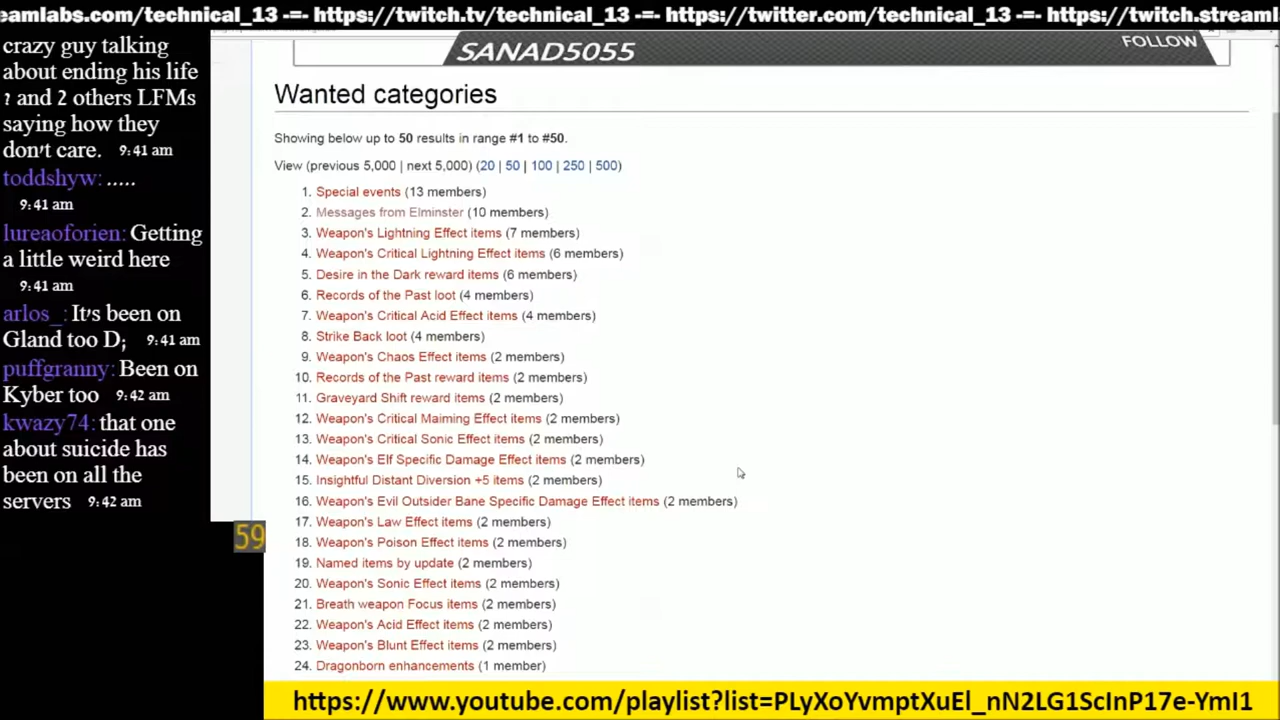 eamlabs.com/technical_13 -=- https://twitch.tv/technical_13 -=- https://twitter.com/technical_13 -=- https://twitch.streaml
crazy guy talking
about ending his life
? and 2 others LFMs
saying how they
don't care. 9:41 am
toddshyw: .....
9:41 am
lureaoforien: Getting
a little weird here
9:41 am
arlos_: It's been on
Gland too D; 9:41 am
puffgranny: Been on
Kyber too 9:42 am
kwazy74: that one
about suicide has
been on all the
servers 9:42 am
59
SANAD5055
FOLLOW
Wanted categories
Showing below up to 50 results in range #1 to #50.
View (previous 5,000 | next 5,000) (20 | 50 | 100 | 250 | 500)
1. Special events (13 members)
2. Messages from Elminster (10 members)
3. Weapon's Lightning Effect items (7 members)
4. Weapon's Critical Lightning Effect items (6 members)
5. Desire in the Dark reward items (6 members)
6. Records of the Past loot (4 members)
7. Weapon's Critical Acid Effect items (4 members)
8. Strike Back loot (4 members)
9. Weapon's Chaos Effect items (2 members)
10. Records of the Past reward items (2 members)
11. Graveyard Shift reward items (2 members)
12. Weapon's Critical Maiming Effect items (2 members)
13. Weapon's Critical Sonic Effect items (2 members)
14. Weapon's Elf Specific Damage Effect items (2 members)
15. Insightful Distant Diversion +5 items (2 members)
16. Weapon's Evil Outsider Bane Specific Damage Effect items (2 members)
17. Weapon's Law Effect items (2 members)
18. Weapon's Poison Effect items (2 members)
19. Named items by update (2 members)
20. Weapon's Sonic Effect items (2 members)
21. Breath weapon Focus items (2 members)
22. Weapon's Acid Effect items (2 members)
23. Weapon's Blunt Effect items (2 members)
24. Dragonborn enhancements (1 member)
https://www.youtube.com/playlist?list=PLyXoYvmptXuEl_nN2LG1ScInP17e-YmI1